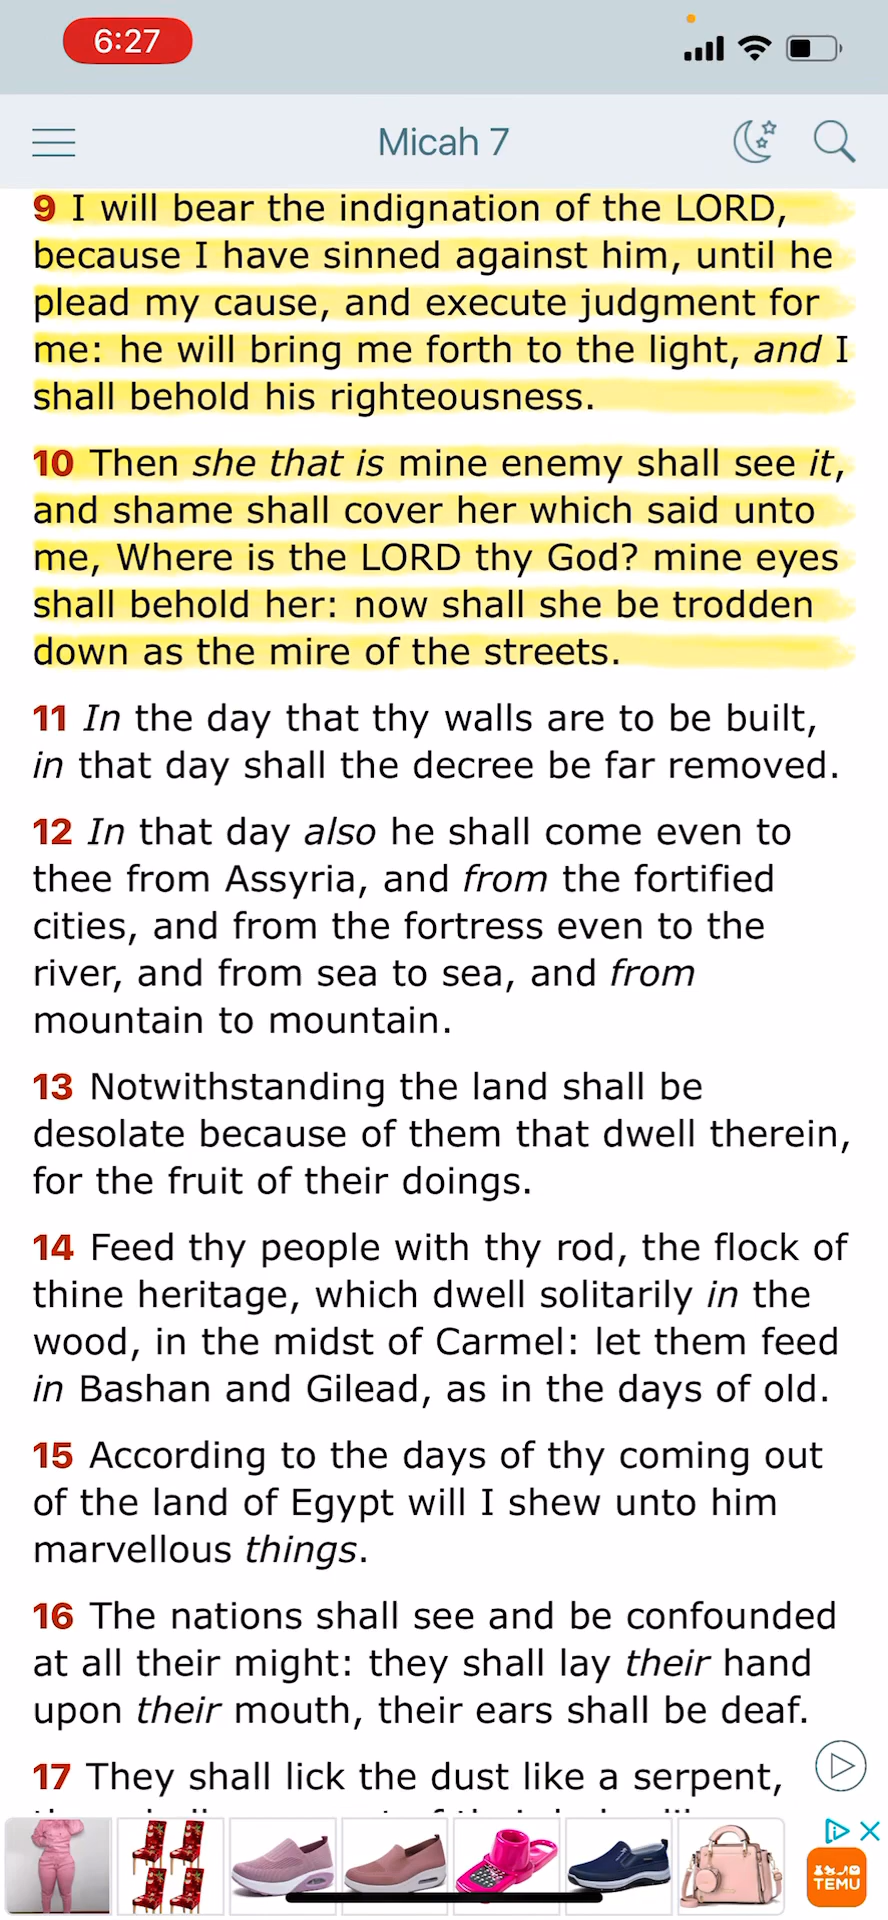 6:27
Micah 7
9 I will bear the indignation of the LORD,
because I have sinned against him, until he
plead my cause, and execute judgment for
me: he will bring me forth to the light, and I
shall behold his righteousness.
10 Then she that is mine enemy shall see it,
and shame shall cover her which said unto
me, Where is the LORD thy God? mine eyes
shall behold her: now shall she be trodden
down as the mire of the streets.
11 In the day that thy walls are to be built,
in that day shall the decree be far removed.
12 In that day also he shall come even to
thee from Assyria, and from the fortified
cities, and from the fortress even to the
river, and from sea to sea, and from
mountain to mountain.
13 Notwithstanding the land shall be
desolate because of them that dwell therein,
for the fruit of their doings.
14 Feed thy people with thy rod, the flock of
thine heritage, which dwell solitarily in the
wood, in the midst of Carmel: let them feed
in Bashan and Gilead, as in the days of old.
15 According to the days of thy coming out
of the land of Egypt will I shew unto him
marvellous things.
16 The nations shall see and be confounded
at all their might: they shall lay their hand
upon their mouth, their ears shall be deaf.
17 They shall lick the dust like a serpent,
TEMU